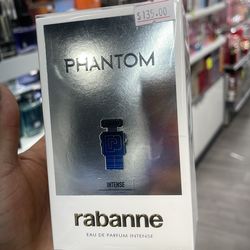 $135.00
PHANTOM
INTENSE
rabanne
EAU DE PARFUM INTENSE